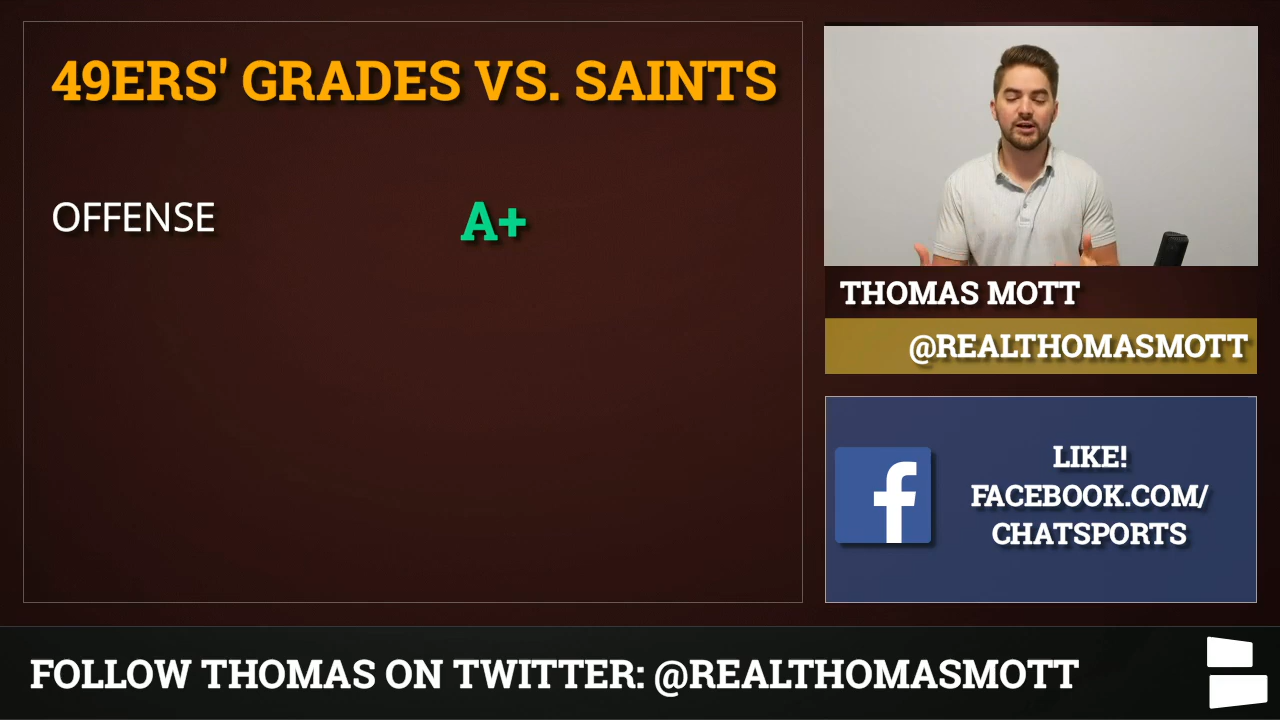 49ERS' GRADES VS. SAINTS
OFFENSE
A+
THOMAS MOTT
@REALTHOMASMOTT
f
LIKE!
FACEBOOK.COM/
CHATSPORTS
FOLLOW THOMAS ON TWITTER: @REALTHOMASMOTT